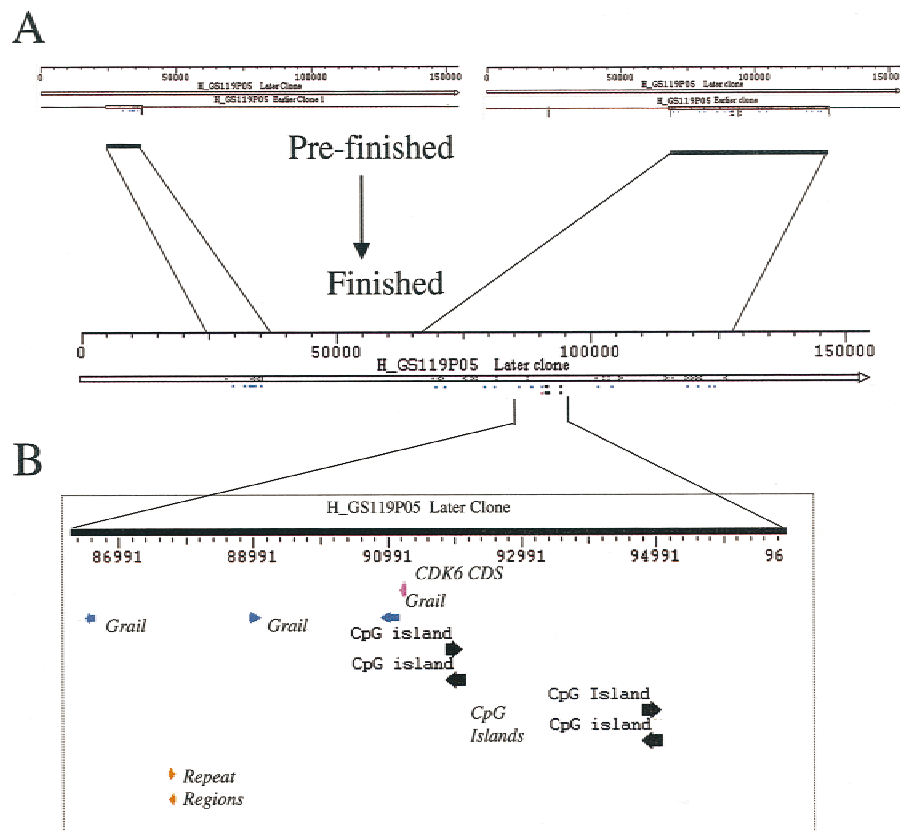 A
0 50000 100000 150000
H_GS119P05 Later Clone
H_GS119P05 Earlier Clone 1
0 50000 100000 150000
H_GS119P05 Later clone
H_GS119P05 Earlier clone
Pre-finished
Finished
0 50000 100000 150000
H_GS119P05 Later clone
B
H_GS119P05 Later Clone
86991 88991 90991 92991 94991 96
CDK6 CDS
Grail
Grail
Grail
CpG island
CpG island
CpG Island
CpG island
CpG
Islands
Repeat
Regions